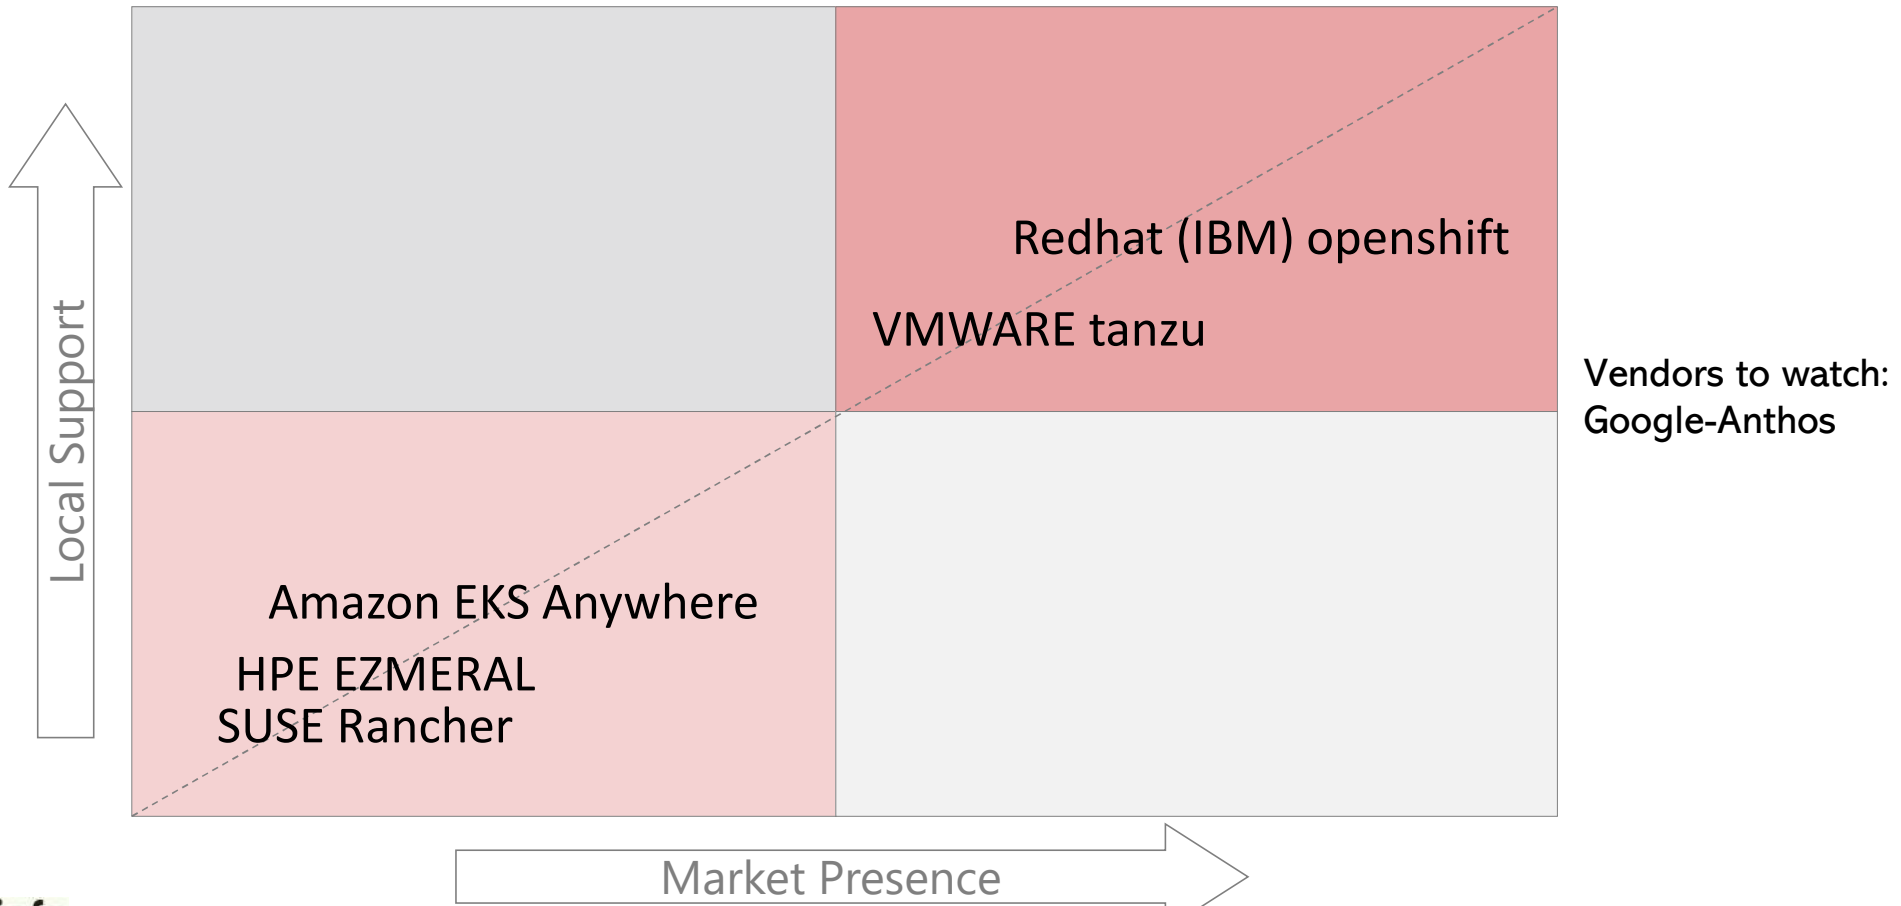 Redhat (IBM) openshift
VMWARE tanzu
Vendors to watch:
Google-Anthos
Local Support
Amazon EKS Anywhere
HPE EZMERAL
SUSE Rancher
Market Presence